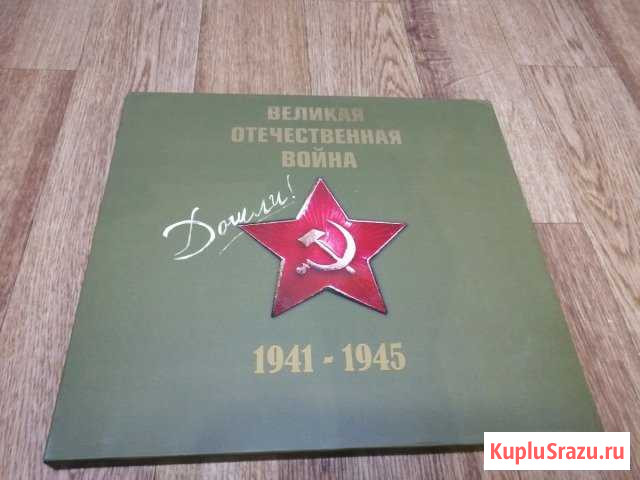 ВЕЛИКАЯ
ОТЕЧЕСТВЕННАЯ
ВОЙНА
Дошли!
1941 - 1945
KupluSrazu.ru